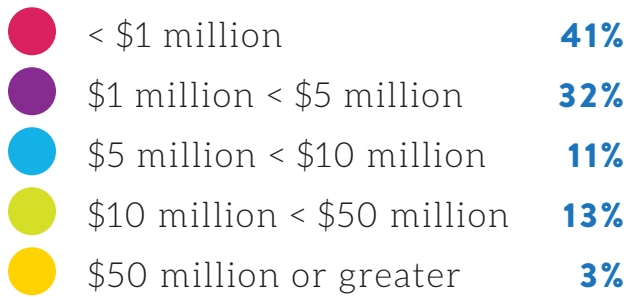 < $1 million 41%
$1 million < $5 million 32%
$5 million < $10 million 11%
$10 million < $50 million 13%
$50 million or greater 3%